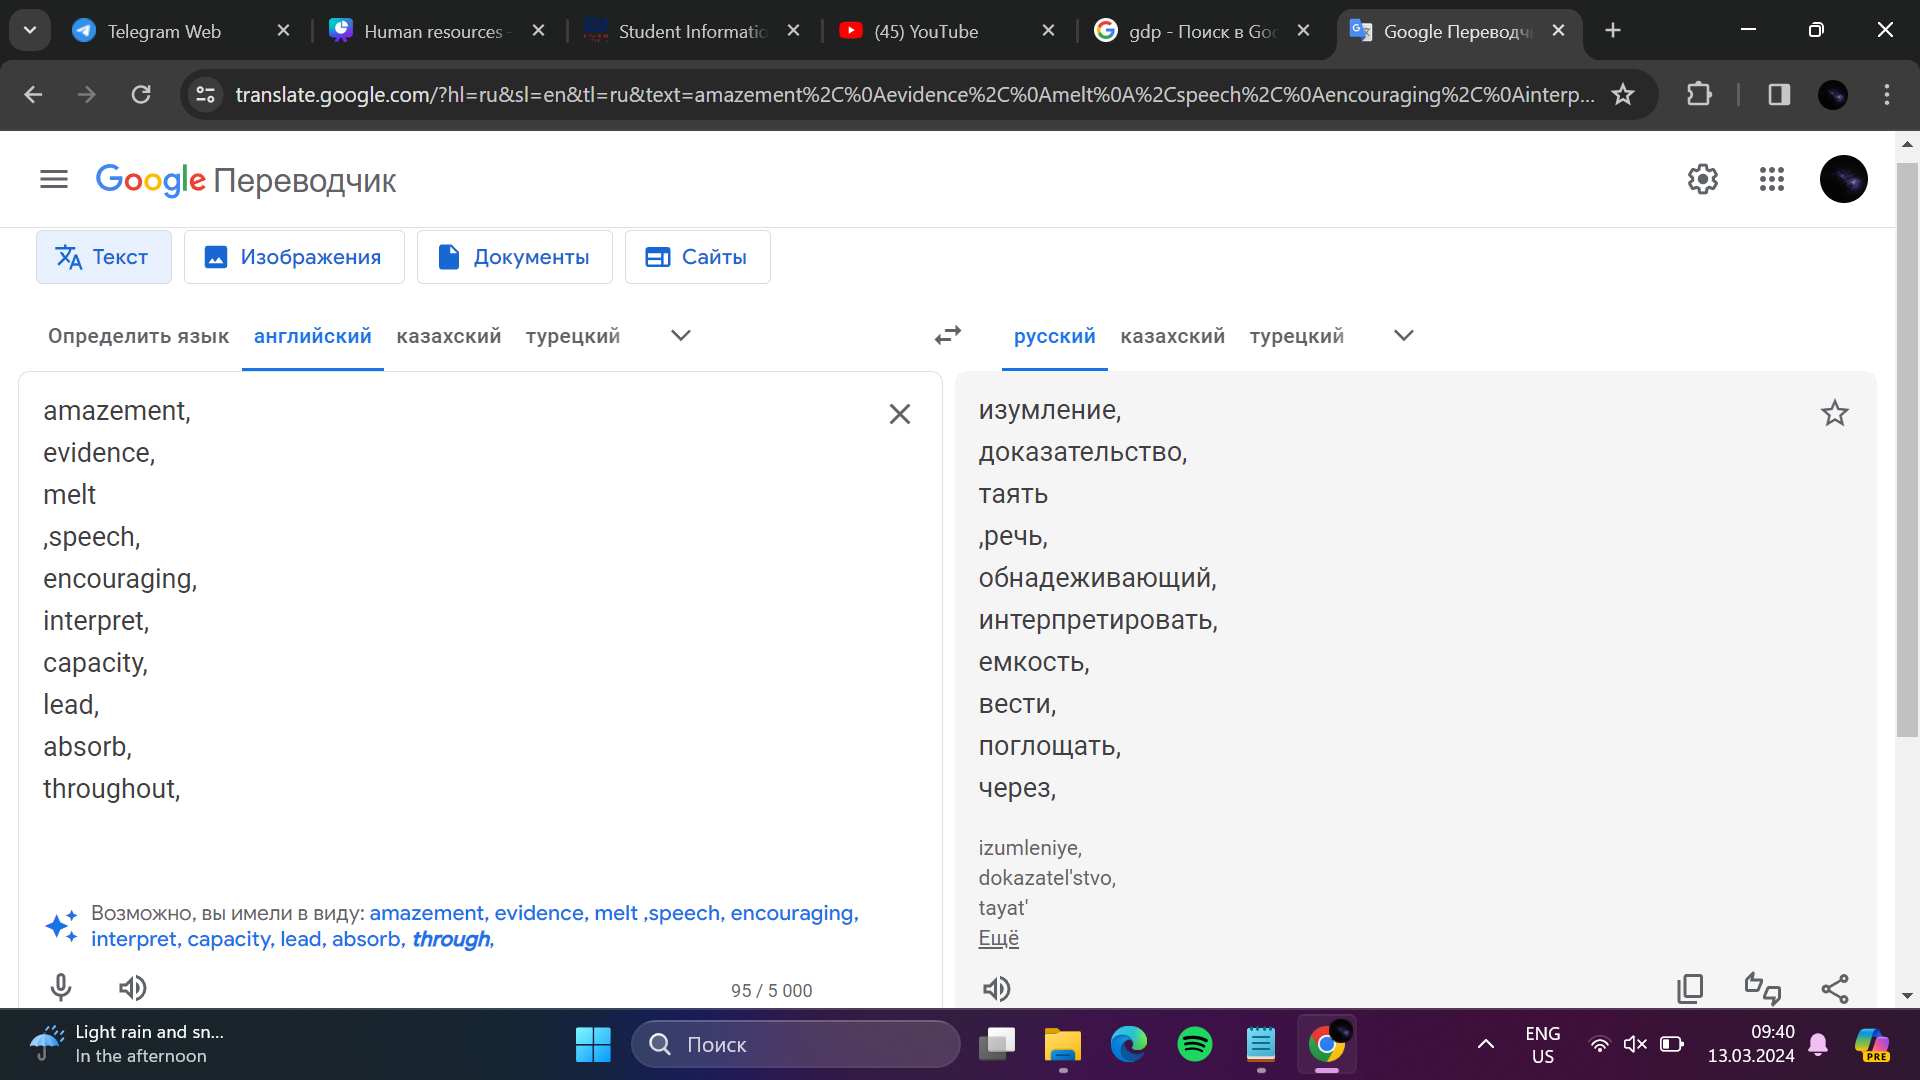 Telegram Web
Human resources -
Student Informatio
(45) YouTube
gdp - Поиск в Goo
Google Переводчи
translate.google.com/?hl=ru&sl=en&tl=ru&text=amazement%2C%0Aevidence%2C%0Amelt%0A%2Cspeech%2C%0Aencouraging%2C%0Ainterp...
Google Переводчик
Текст
Изображения
Документы
Сайты
Определить язык
английский
казахский
турецкий
русский
казахский
турецкий
amazement,
evidence,
melt
,speech,
encouraging,
interpret,
capacity,
lead,
absorb,
throughout,
Возможно, вы имели в виду: amazement, evidence, melt ,speech, encouraging,
interpret, capacity, lead, absorb, through,
95 / 5 000
изумление,
доказательство,
таять
,речь,
обнадеживающий,
интерпретировать,
емкость,
вести,
поглощать,
через,
izumleniye,
dokazatel'stvo,
tayat'
Ещё
Light rain and sn...
In the afternoon
Поиск
ENG
US
09:40
13.03.2024
PRE